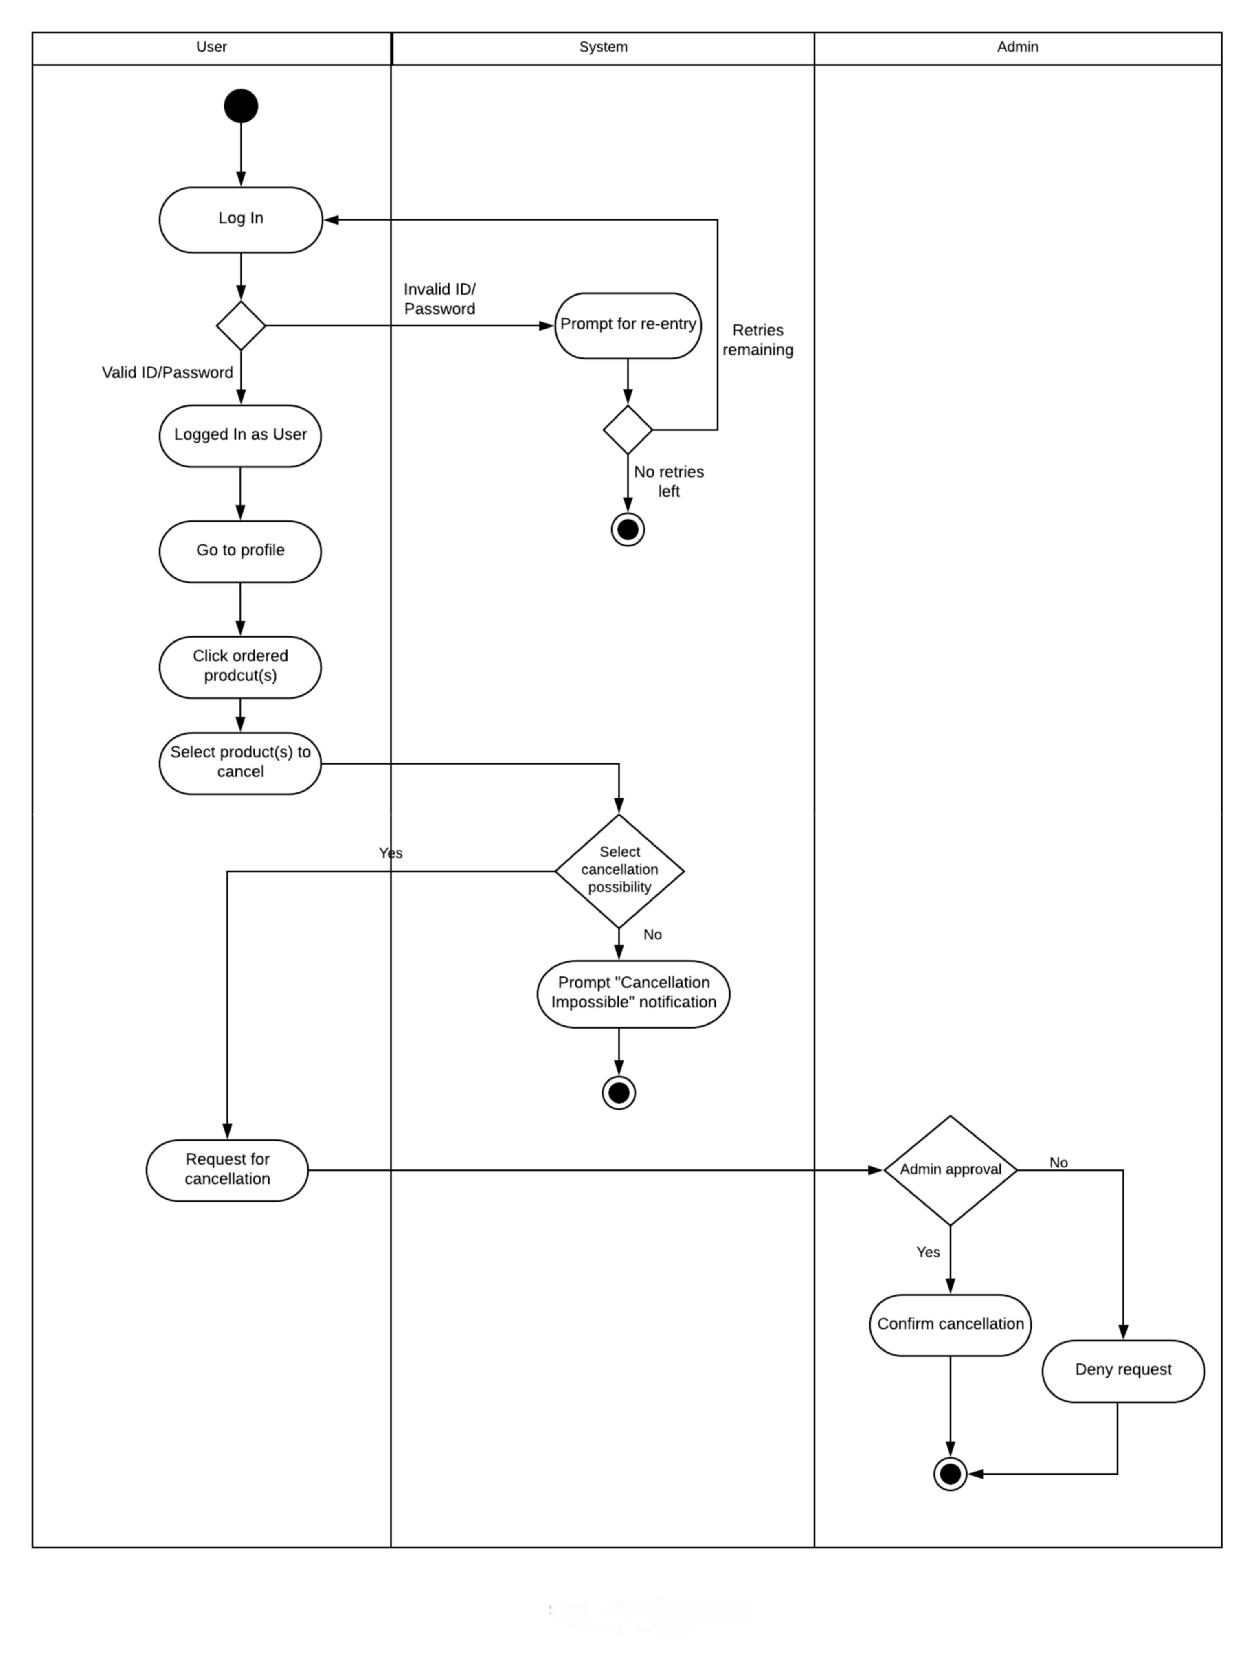 User
System
Admin
Log In
Invalid ID/
Password
Prompt for re-entry
Retries
remaining
Valid ID/Password
Logged In as User
No retries
left
Go to profile
Click ordered
prodcut(s)
Select product(s) to
cancel
Select
cancellation
possibility
Yes
No
Prompt "Cancellation
Impossible" notification
Request for
cancellation
Admin approval
No
Yes
Confirm cancellation
Deny request